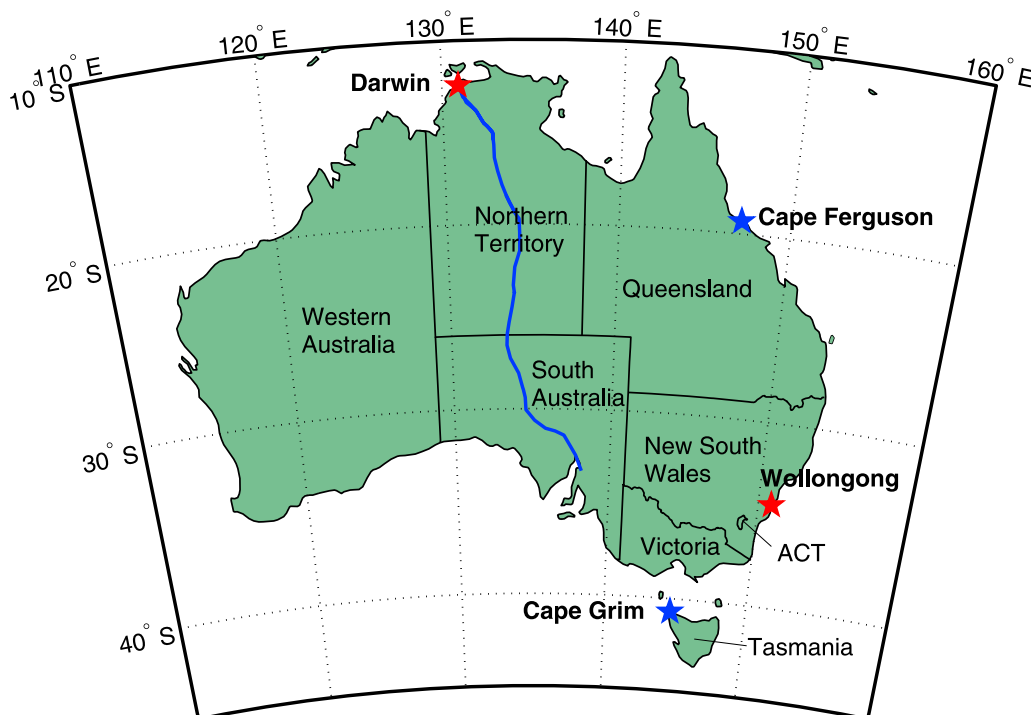 110° E
120° E
130° E
140° E
150° E
160° E
10° S
Darwin
Cape Ferguson
Northern
Territory
20° S
Queensland
Western
Australia
South
Australia
30° S
New South
Wales
Wollongong
Victoria
ACT
Cape Grim
40° S
Tasmania